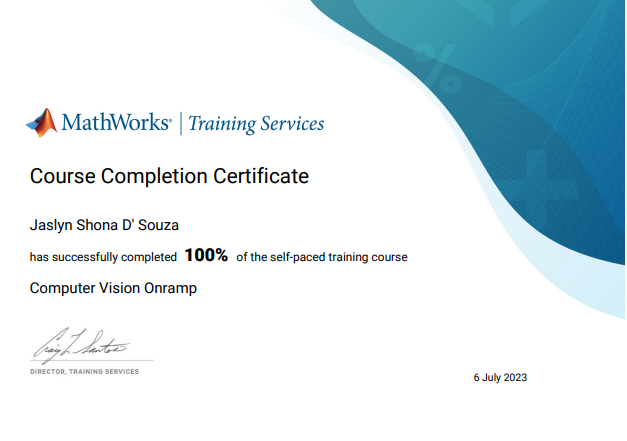 MathWorks® | Training Services
Course Completion Certificate
Jaslyn Shona D' Souza
has successfully completed 100% of the self-paced training course
Computer Vision Onramp
Craig L. Santos
DIRECTOR, TRAINING SERVICES
6 July 2023